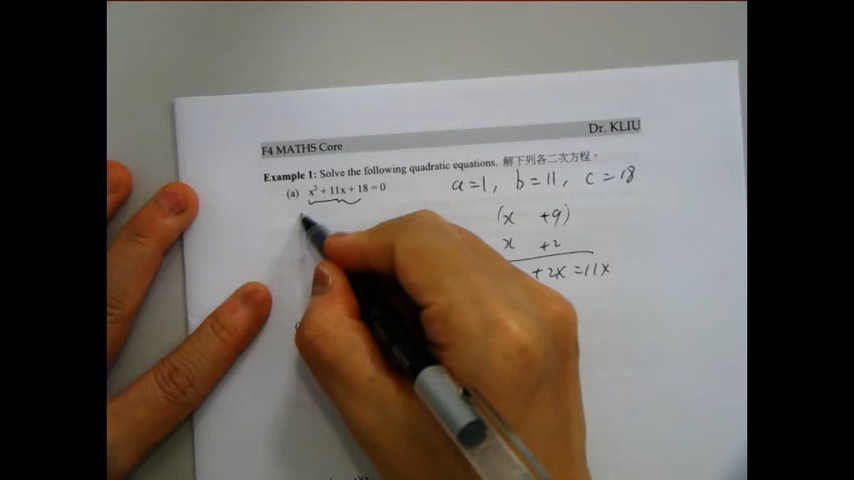 F4 MATHS Core Dr. KLIU
Example 1: Solve the following quadratic equations. 解下列各二次方程。
(a) x² + 11x + 18 = 0
a=1, b=11, c=18
(x +9)
x +2
+2x =11x